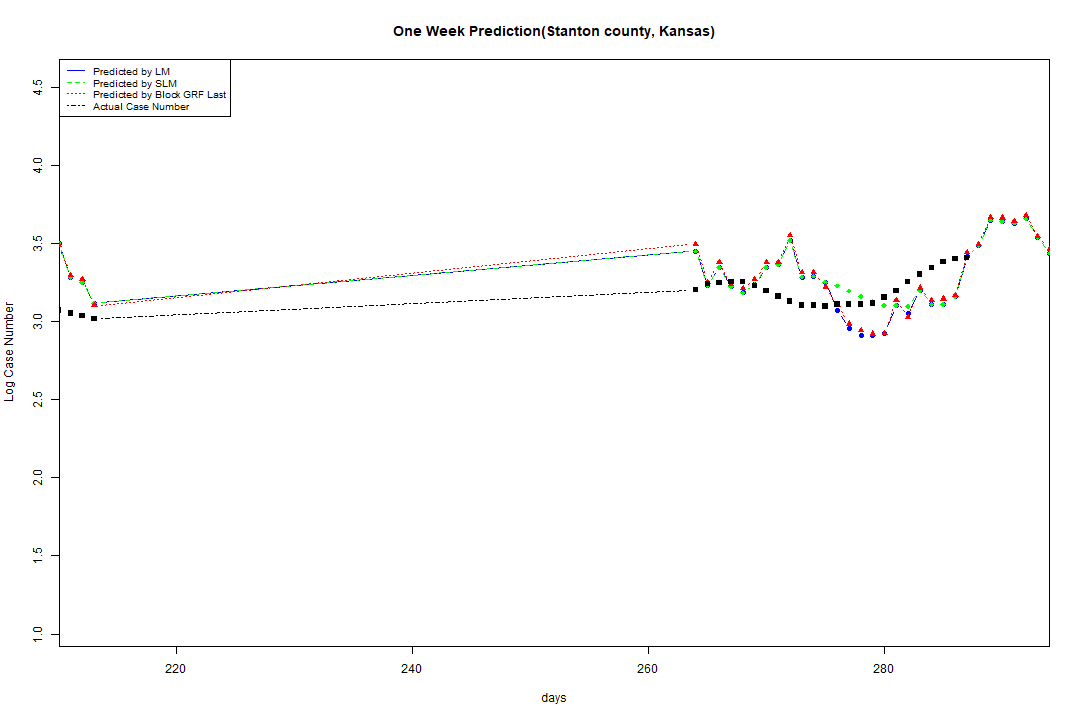 One Week Prediction(Stanton county, Kansas)
Predicted by LM
Predicted by SLM
Predicted by Block GRF Last
Actual Case Number
4.5
4.0
3.5
3.0
2.5
2.0
1.5
1.0
Log Case Number
220
240
260
280
days